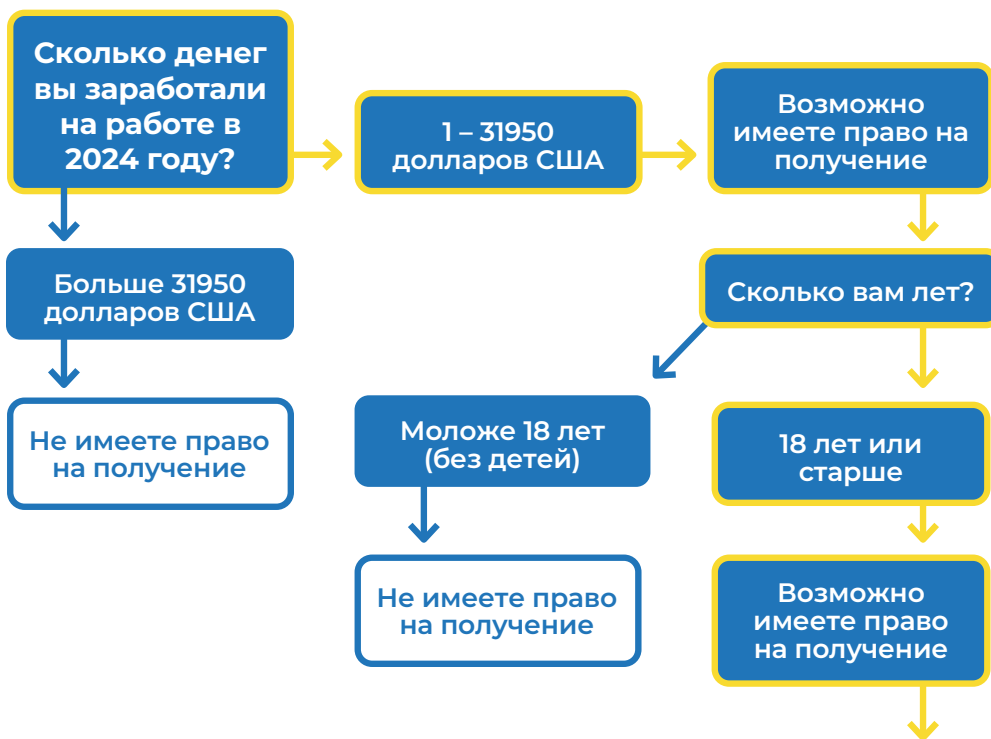 Сколько денег
вы заработали
на работе в
2024 году?
1 – 31950
долларов США
Возможно
имеете право на
получение
Больше 31950
долларов США
Сколько вам лет?
Не имеете право
на получение
Моложе 18 лет
(без детей)
18 лет или
старше
Не имеете право
на получение
Возможно
имеете право
на получение